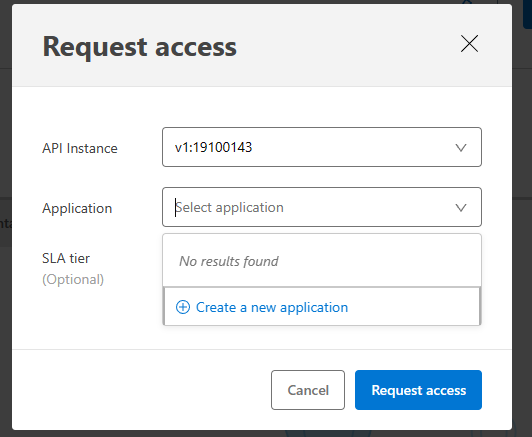 Request access
API Instance
v1:19100143
Application
Select application
SLA tier
(Optional)
No results found
Create a new application
Cancel
Request access